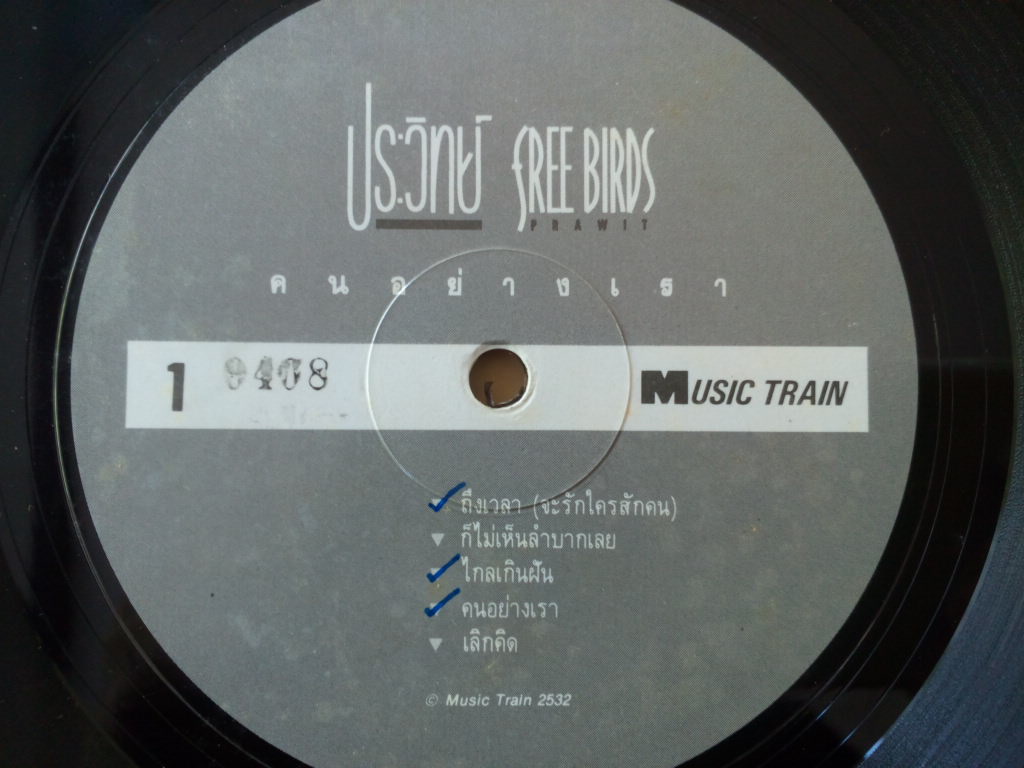 ประวิทย์ FREE BIRDS
PRAWIT
คนอย่างเรา
1 9408 MUSIC TRAIN
ถึงเวลา (จะรักใครสักคน)
ก็ไม่เห็นลำบากเลย
ไกลเกินฝัน
คนอย่างเรา
เลิกคิด
© Music Train 2532